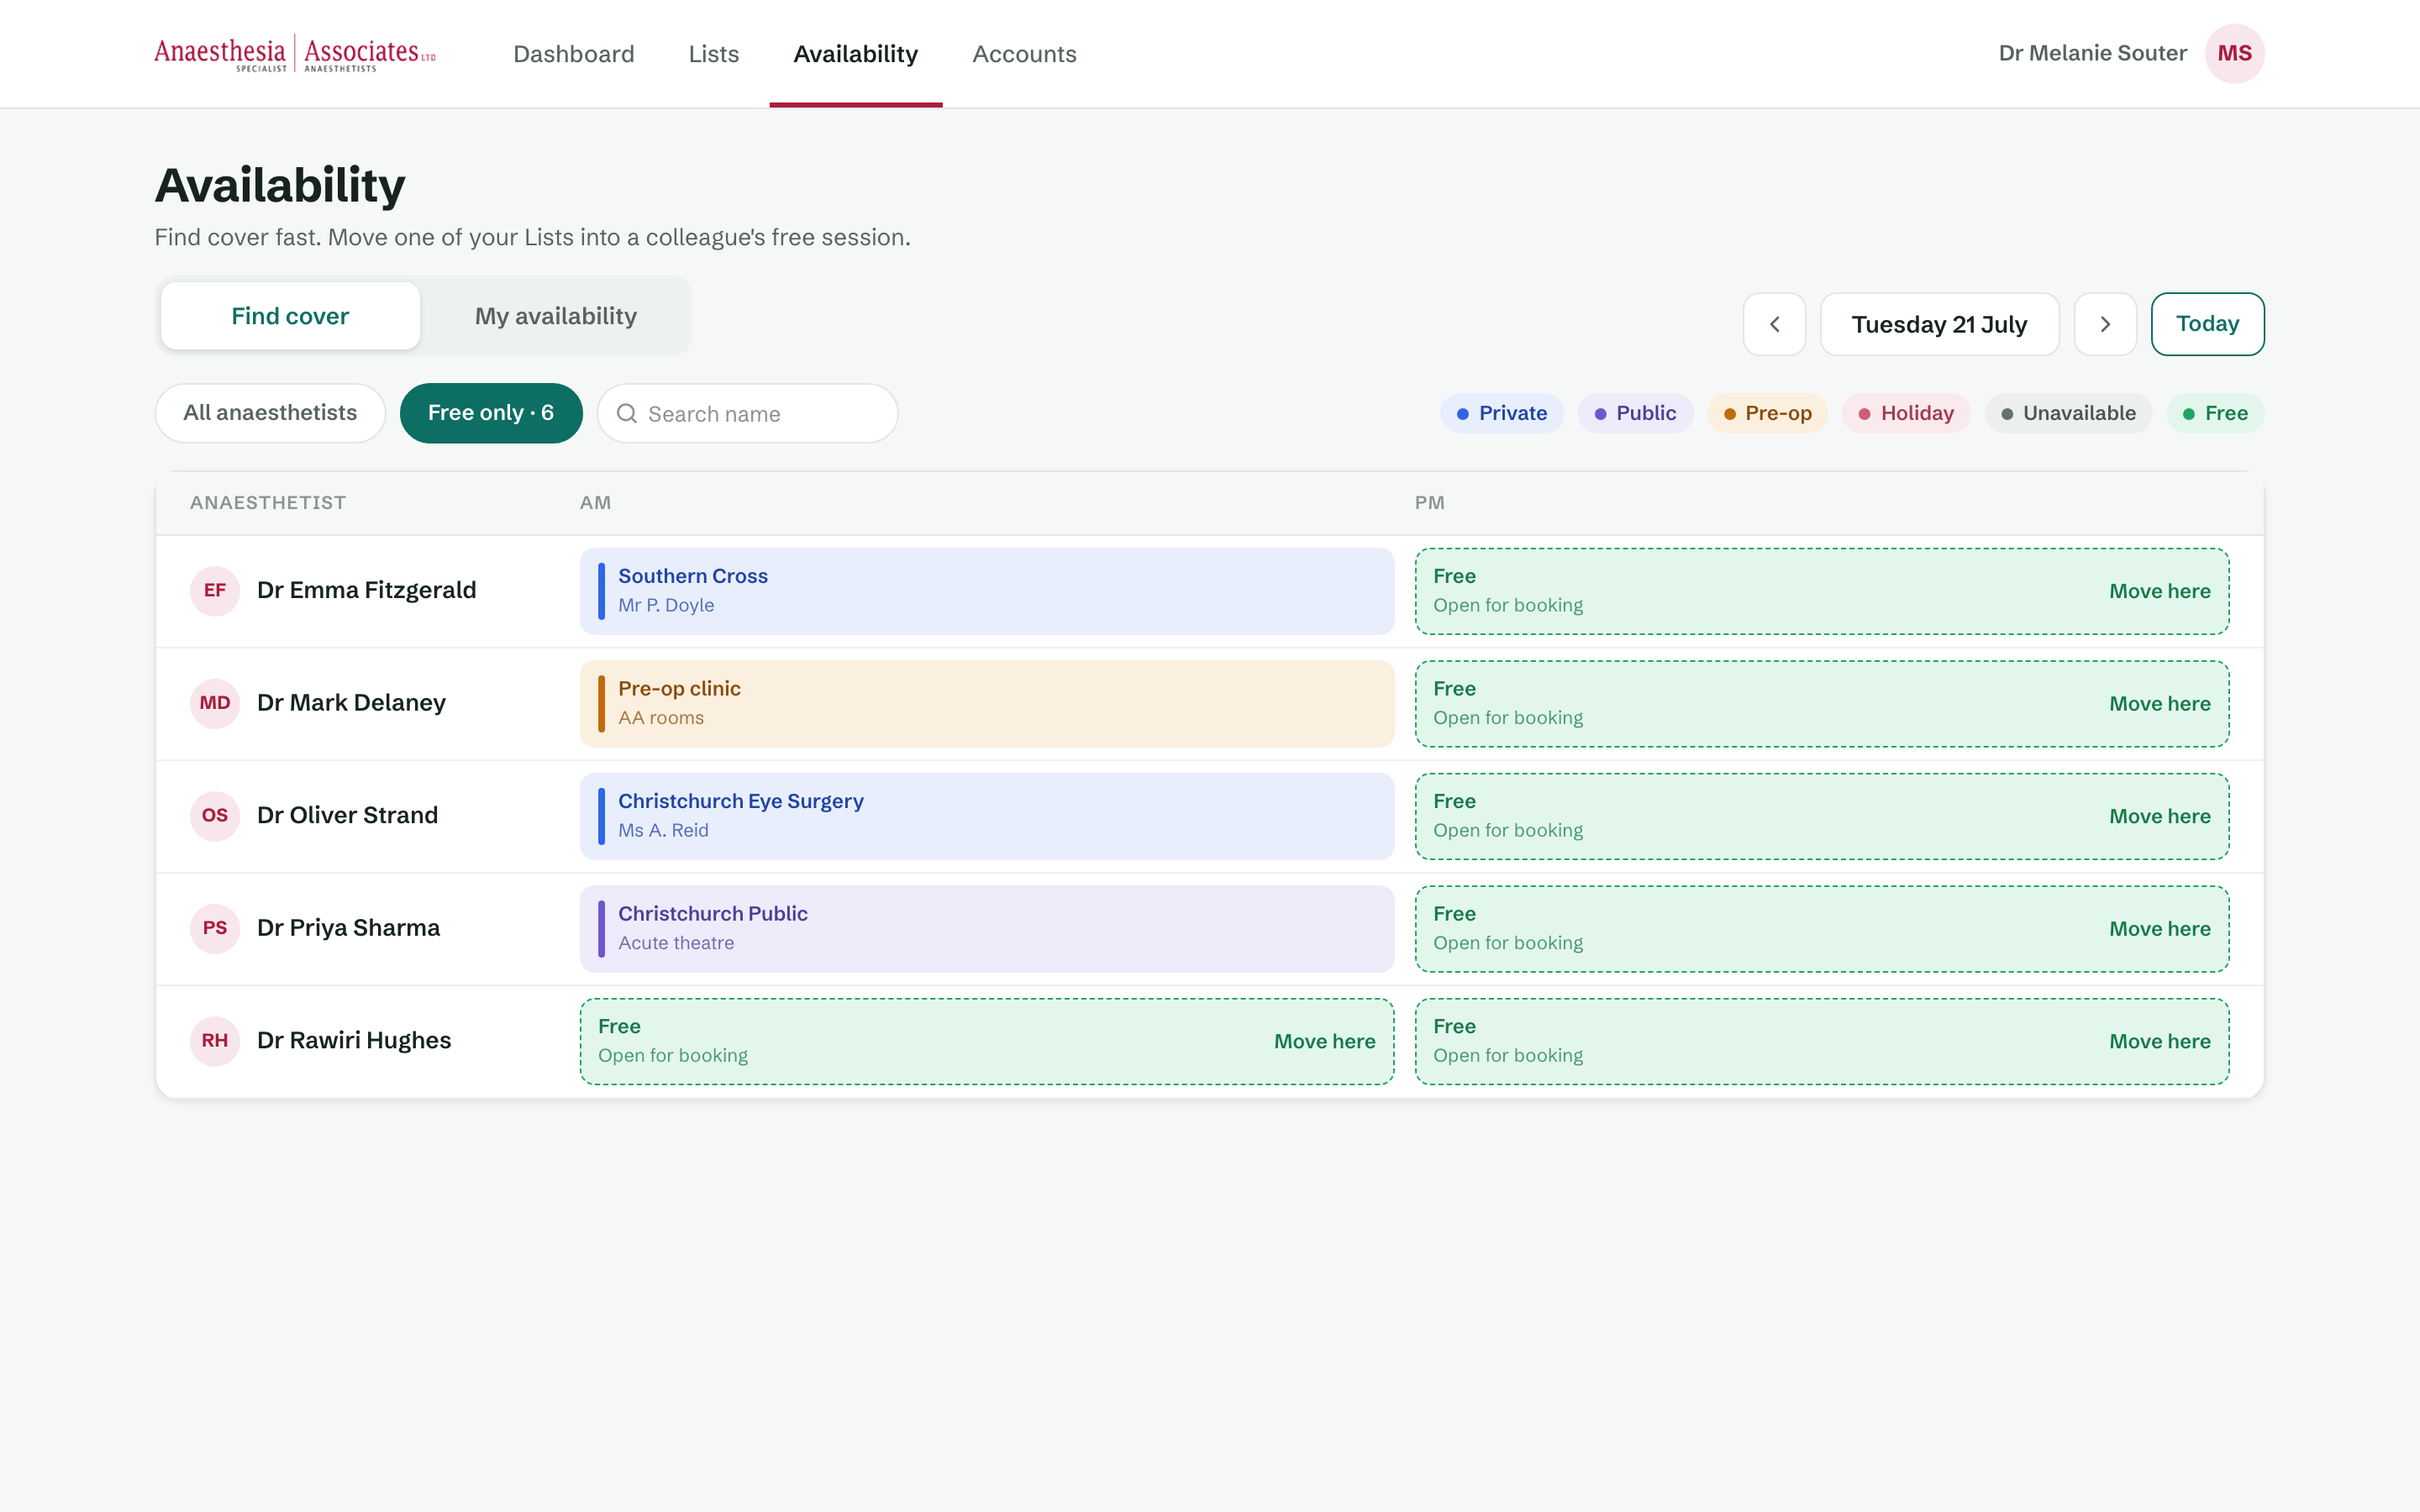 Anaesthesia | Associates LTD
SPECIALIST ANAESTHETISTS
Dashboard Lists Availability Accounts
Dr Melanie Souter MS
Availability
Find cover fast. Move one of your Lists into a colleague's free session.
Find cover My availability
Tuesday 21 July Today
All anaesthetists Free only · 6 Search name
Private Public Pre-op Holiday Unavailable Free
ANAESTHETIST AM PM
EF Dr Emma Fitzgerald
Southern Cross
Mr P. Doyle
Free
Open for booking
Move here
MD Dr Mark Delaney
Pre-op clinic
AA rooms
Free
Open for booking
Move here
OS Dr Oliver Strand
Christchurch Eye Surgery
Ms A. Reid
Free
Open for booking
Move here
PS Dr Priya Sharma
Christchurch Public
Acute theatre
Free
Open for booking
Move here
RH Dr Rawiri Hughes
Free
Open for booking
Move here
Free
Open for booking
Move here